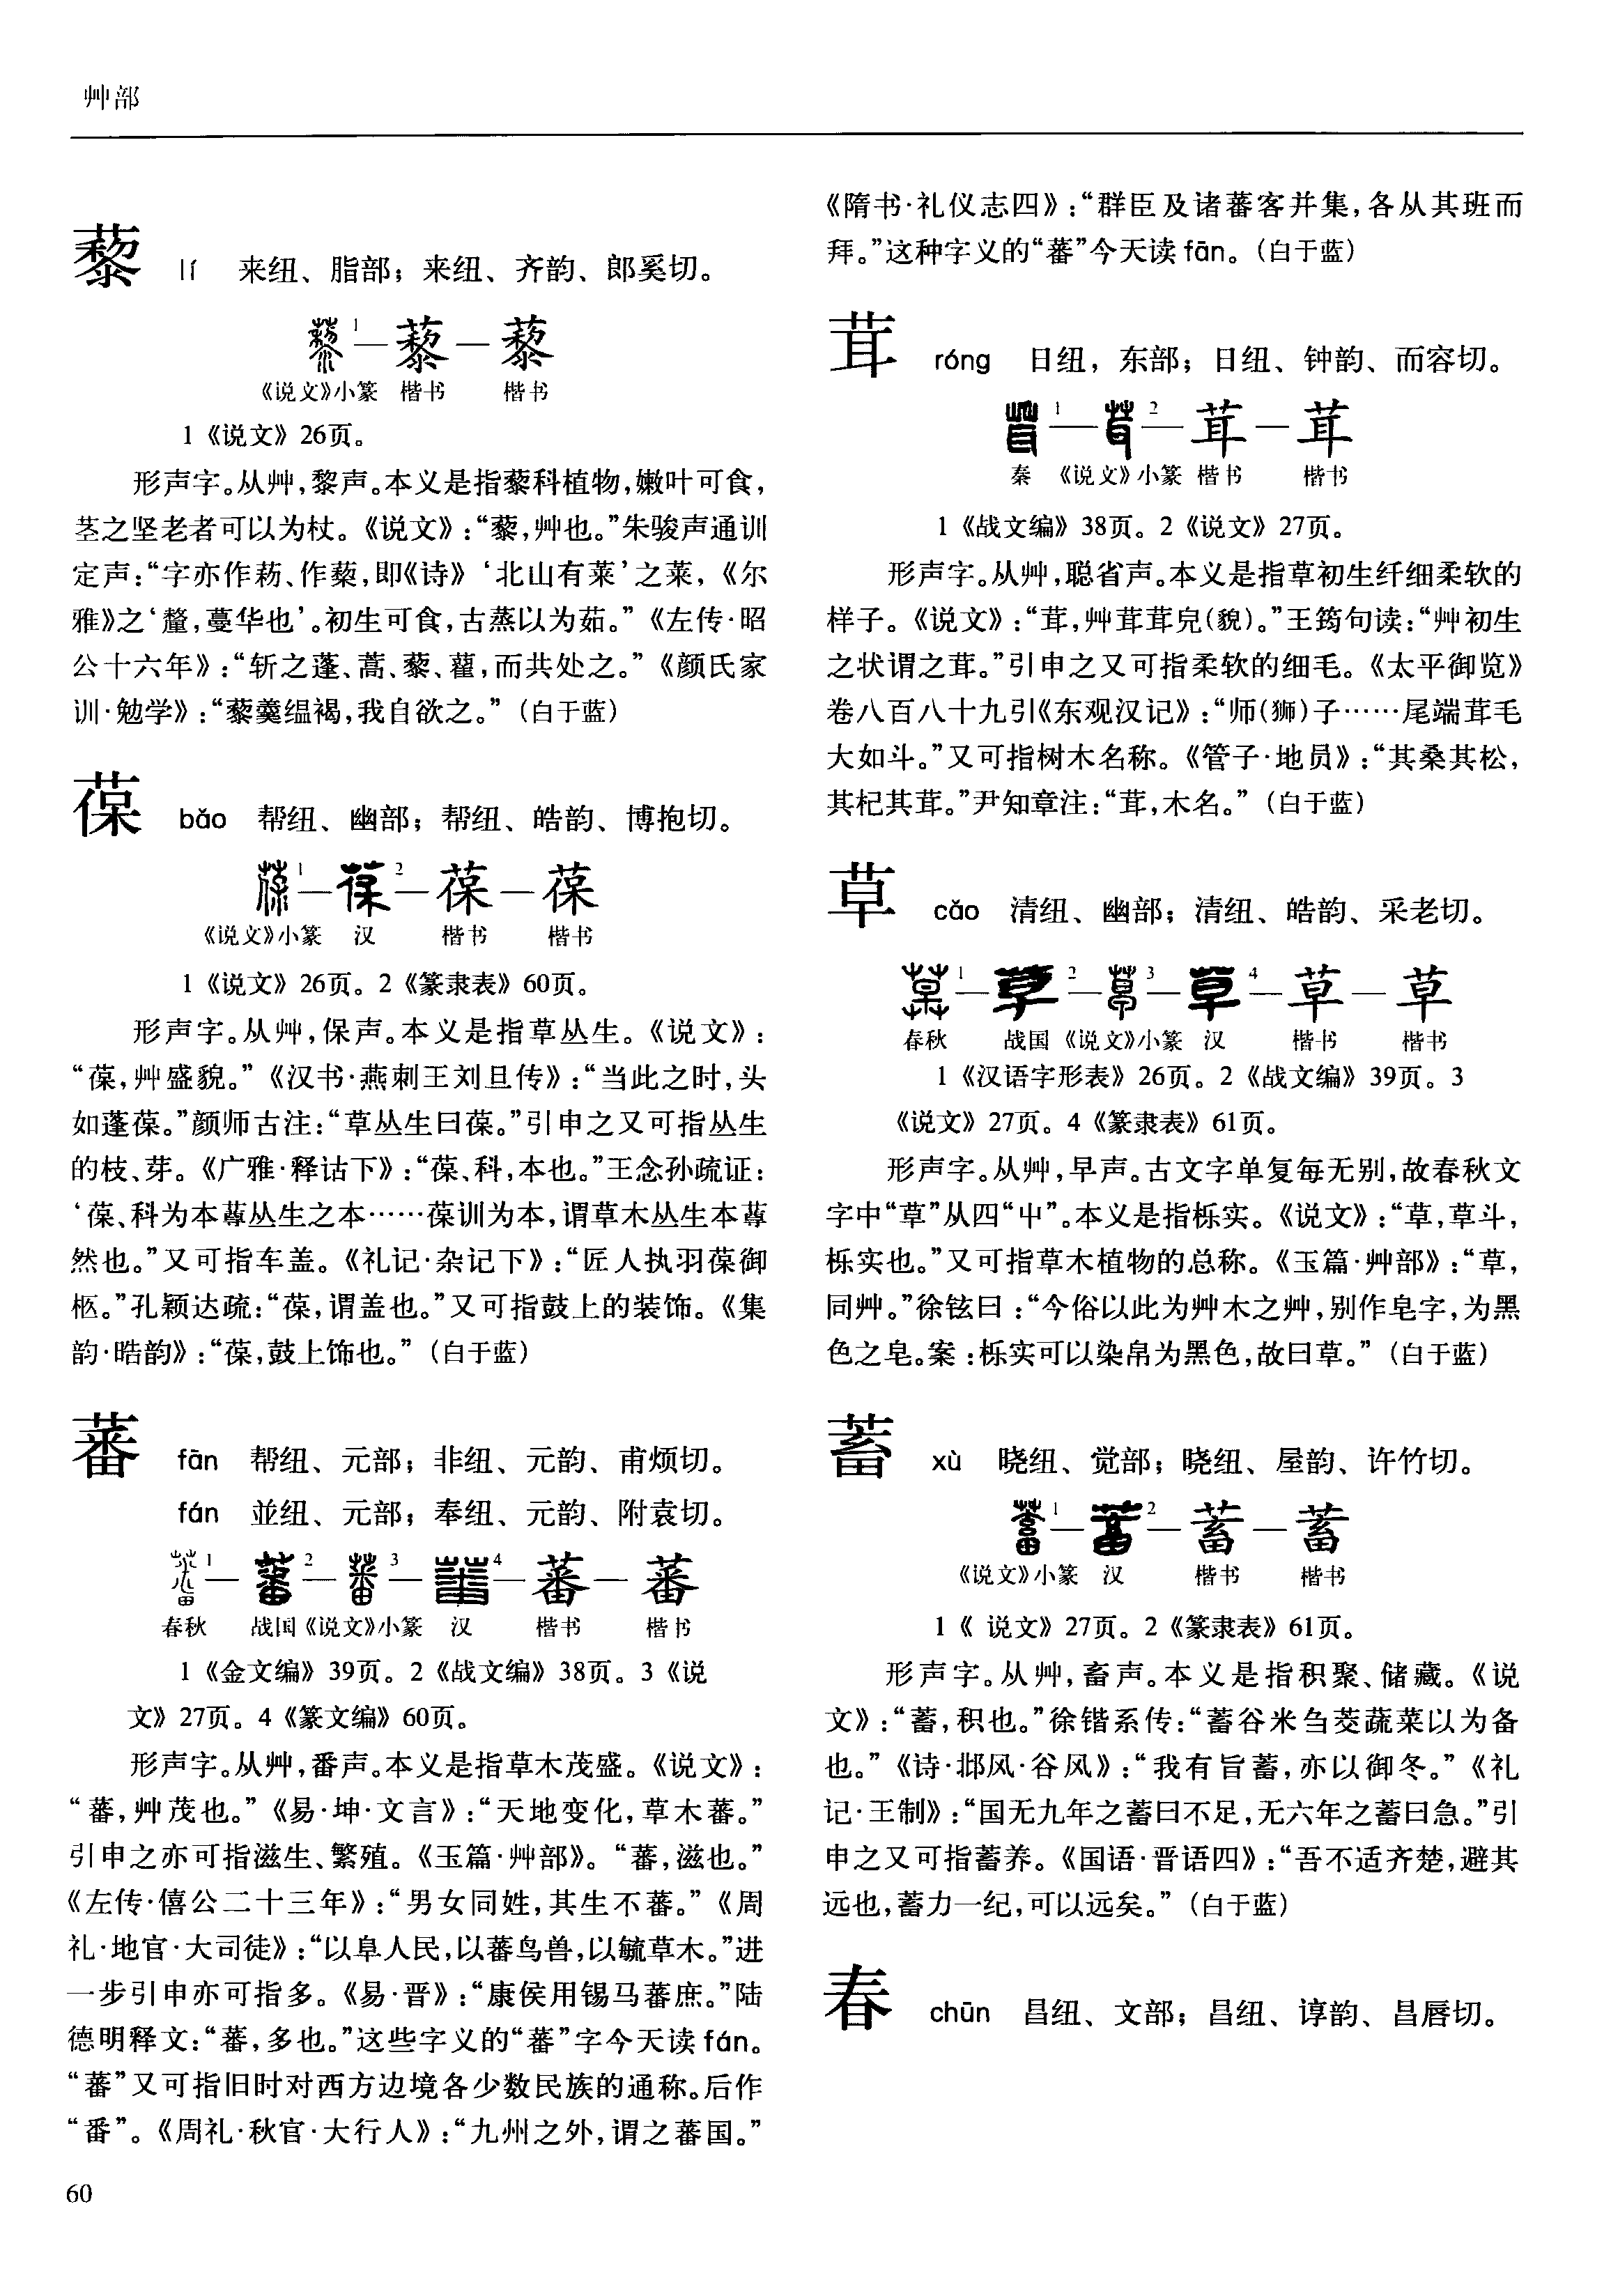 艸部
藜 lí 来纽、脂部；来纽、齐韵、郎奚切。
1 藜 藜
《说文》小篆 楷书 楷书
1《说文》26页。
形声字。从艸，黎声。本义是指藜科植物，嫩叶可食，
茎之坚老者可以为杖。《说文》：“藜，艸也。”朱骏声通训
定声：“字亦作䓞、作蔾，即《诗》‘北山有莱’之莱，《尔
雅》之‘釐，蔓华也’。初生可食，古蒸以为茹。”《左传·昭
公十六年》：“斩之蓬、蒿、藜、藋，而共处之。”《颜氏家
训·勉学》：“藜羹缊褐，我自欲之。”（白于蓝）
葆 bǎo 帮纽、幽部；帮纽、皓韵、博抱切。
1 2 葆 葆
《说文》小篆 汉 楷书 楷书
1《说文》26页。2《篆隶表》60页。
形声字。从艸，保声。本义是指草丛生。《说文》：
“葆，艸盛貌。”《汉书·燕刺王刘旦传》：“当此之时，头
如蓬葆。”颜师古注：“草丛生曰葆。”引申之又可指丛生
的枝、芽。《广雅·释诂下》：“葆、科，本也。”王念孙疏证：
‘葆、科为本蓴丛生之本……葆训为本，谓草木丛生本蓴
然也。”又可指车盖。《礼记·杂记下》：“匠人执羽葆御
柩。”孔颖达疏：“葆，谓盖也。”又可指鼓上的装饰。《集
韵·晧韵》：“葆，鼓上饰也。”（白于蓝）
蕃 fān 帮纽、元部；非纽、元韵、甫烦切。
fán 並纽、元部；奉纽、元韵、附袁切。
1 2 3 4 蕃 蕃
春秋 战国《说文》小篆 汉 楷书 楷书
1《金文编》39页。2《战文编》38页。3《说
文》27页。4《篆文编》60页。
形声字。从艸，番声。本义是指草木茂盛。《说文》：
“蕃，艸茂也。”《易·坤·文言》：“天地变化，草木蕃。”
引申之亦可指滋生、繁殖。《玉篇·艸部》。“蕃，滋也。”
《左传·僖公二十三年》：“男女同姓，其生不蕃。”《周
礼·地官·大司徒》：“以阜人民，以蕃鸟兽，以毓草木。”进
一步引申亦可指多。《易·晋》：“康侯用锡马蕃庶。”陆
德明释文：“蕃，多也。”这些字义的“蕃”字今天读fán。
“蕃”又可指旧时对西方边境各少数民族的通称。后作
“番”。《周礼·秋官·大行人》：“九州之外，谓之蕃国。”
60
《隋书·礼仪志四》：“群臣及诸蕃客并集，各从其班而
拜。”这种字义的“蕃”今天读fān。（白于蓝）
茸 róng 日纽，东部；日纽、钟韵、而容切。
1 2 茸 茸
秦 《说文》小篆 楷书 楷书
1《战文编》38页。2《说文》27页。
形声字。从艸，聪省声。本义是指草初生纤细柔软的
样子。《说文》：“茸，艸茸茸皃（貌）。”王筠句读：“艸初生
之状谓之茸。”引申之又可指柔软的细毛。《太平御览》
卷八百八十九引《东观汉记》：“师（狮）子……尾端茸毛
大如斗。”又可指树木名称。《管子·地员》：“其桑其松，
其杞其茸。”尹知章注：“茸，木名。”（白于蓝）
草 cǎo 清纽、幽部；清纽、皓韵、采老切。
1 2 3 4 草 草
春秋 战国《说文》小篆 汉 楷书 楷书
1《汉语字形表》26页。2《战文编》39页。3
《说文》27页。4《篆隶表》61页。
形声字。从艸，早声。古文字单复每无别，故春秋文
字中“草”从四“屮”。本义是指栎实。《说文》：“草，草斗，
栎实也。”又可指草木植物的总称。《玉篇·艸部》：“草，
同艸。”徐铉曰：“今俗以此为艸木之艸，别作皂字，为黑
色之皂。案：栎实可以染帛为黑色，故曰草。”（白于蓝）
蓄 xù 晓纽、觉部；晓纽、屋韵、许竹切。
1 2 蓄 蓄
《说文》小篆 汉 楷书 楷书
1《说文》27页。2《篆隶表》61页。
形声字。从艸，畜声。本义是指积聚、储藏。《说
文》：“蓄，积也。”徐锴系传：“蓄谷米刍茭蔬菜以为备
也。”《诗·邶风·谷风》：“我有旨蓄，亦以御冬。”《礼
记·王制》：“国无九年之蓄曰不足，无六年之蓄曰急。”引
申之又可指蓄养。《国语·晋语四》：“吾不适齐楚，避其
远也，蓄力一纪，可以远矣。”（白于蓝）
春 chūn 昌纽、文部；昌纽、谆韵、昌唇切。